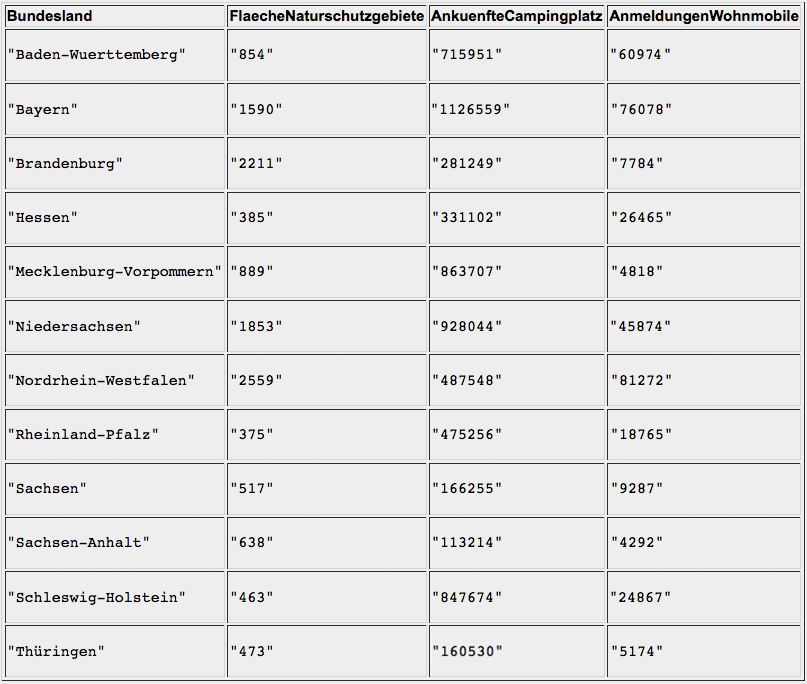 Bundesland FlaecheNaturschutzgebiete AnkuenfteCampingplatz AnmeldungenWohnmobile
"Baden-Wuerttemberg" "854" "715951" "60974"
"Bayern" "1590" "1126559" "76078"
"Brandenburg" "2211" "281249" "7784"
"Hessen" "385" "331102" "26465"
"Mecklenburg-Vorpommern" "889" "863707" "4818"
"Niedersachsen" "1853" "928044" "45874"
"Nordrhein-Westfalen" "2559" "487548" "81272"
"Rheinland-Pfalz" "375" "475256" "18765"
"Sachsen" "517" "166255" "9287"
"Sachsen-Anhalt" "638" "113214" "4292"
"Schleswig-Holstein" "463" "847674" "24867"
"Thüringen" "473" "160530" "5174"